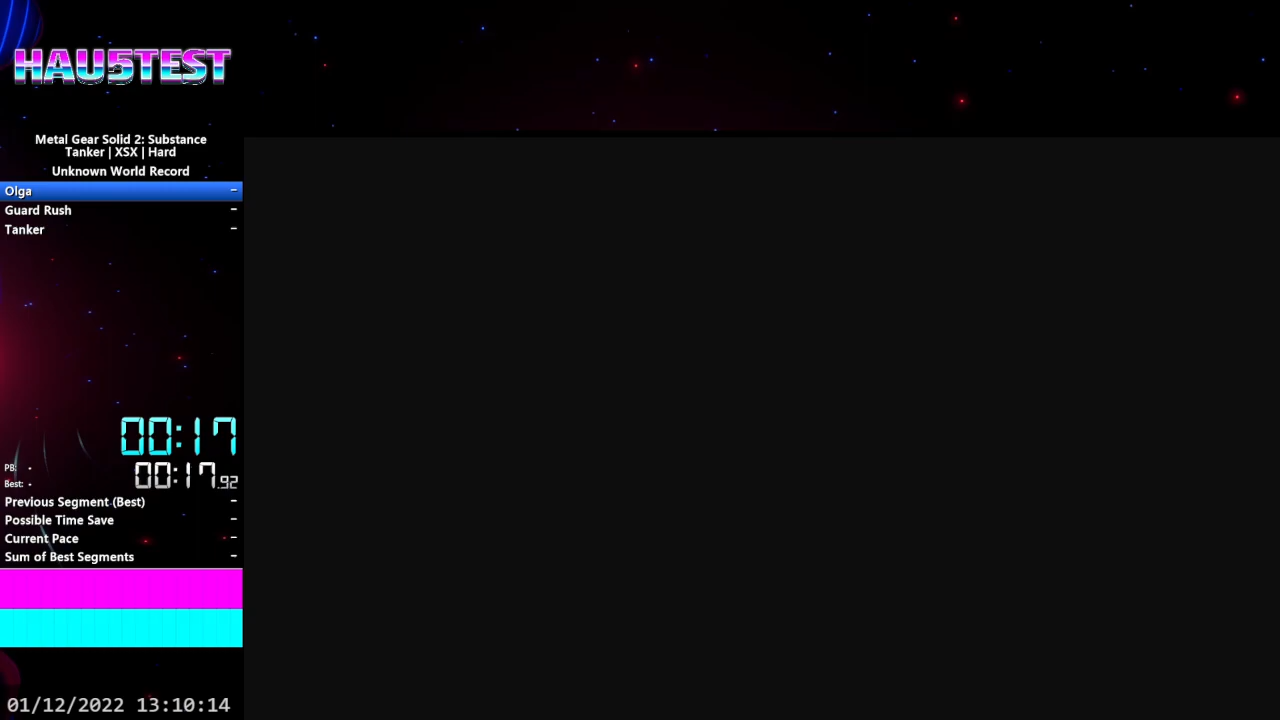 HAU5TEST
Metal Gear Solid 2: Substance
Tanker | XSX | Hard
Unknown World Record
Olga –
Guard Rush –
Tanker –
00:17
PB: -
00:17.92
Best: -
Previous Segment (Best) –
Possible Time Save –
Current Pace –
Sum of Best Segments –
01/12/2022 13:10:14